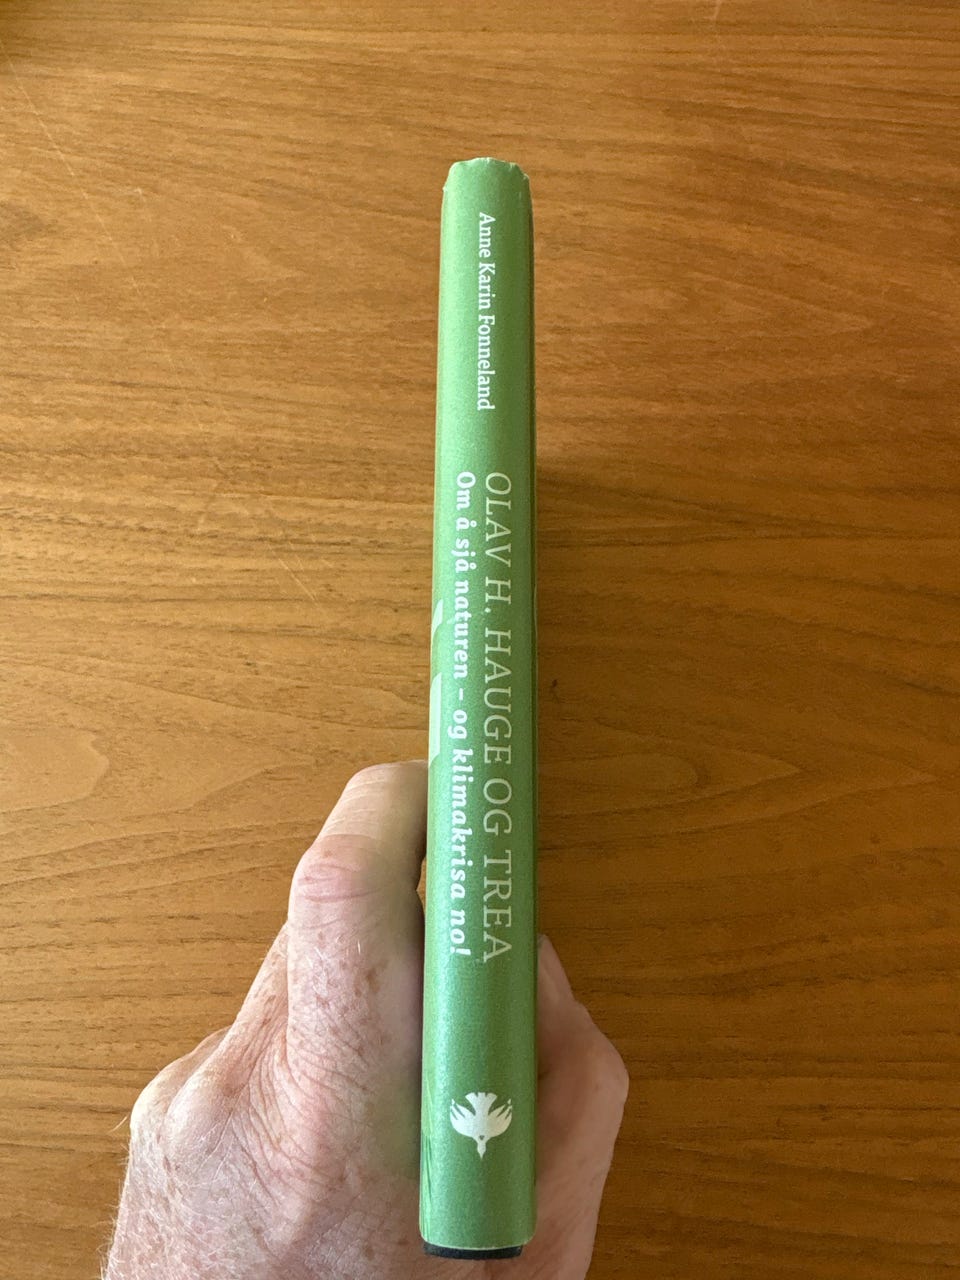 Anne Karin Fonneland
OLAV H. HAUGE OG TREA
Om å sjå naturen – og klimakrisa no!